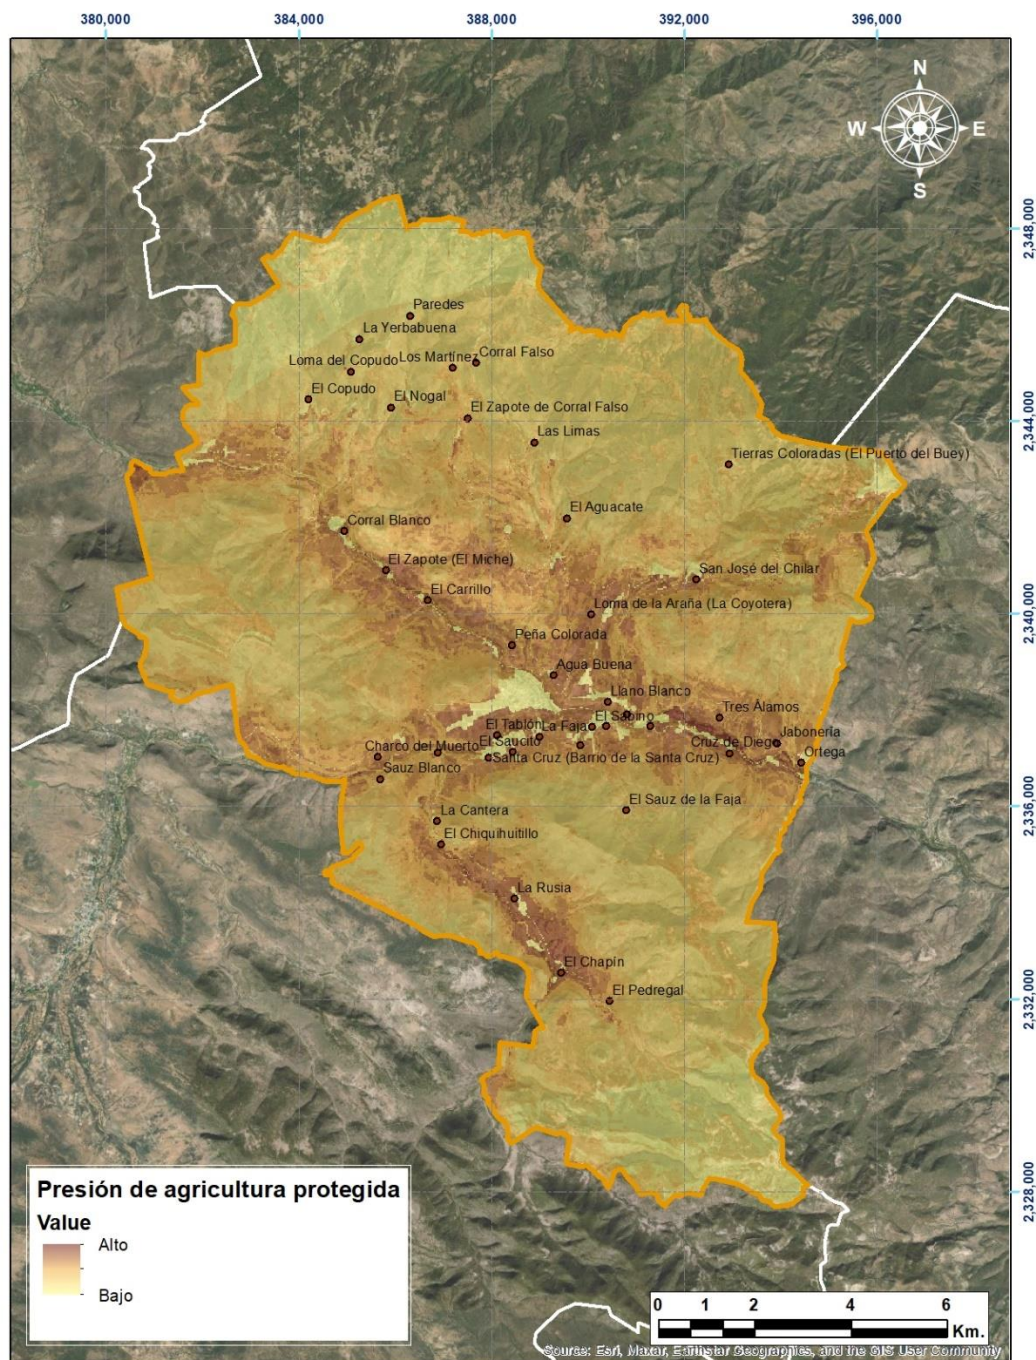 380,000
384,000
388,000
392,000
396,000
N
W
E
S
2,348,000
Paredes
La Yerbabuena
Loma del Copudo
Los Martínez
Corral Falso
El Copudo
El Nogal
El Zapote de Corral Falso
2,344,000
Las Limas
Tierras Coloradas (El Puerto del Buey)
El Aguacate
Corral Blanco
El Zapote (El Miche)
San José del Chilar
El Carrillo
Loma de la Araña (La Coyotera)
2,340,000
Peña Colorada
Agua Buena
Llano Blanco
El Tablón
La Faja
El Sabino
Tres Álamos
Charco del Muerto
El Saucito
Cruz de Diego
Jabonería
Santa Cruz (Barrio de la Santa Cruz)
Ortega
Sauz Blanco
El Sauz de la Faja
2,336,000
La Cantera
El Chiquihuitillo
La Rusia
El Chapín
El Pedregal
2,332,000
2,328,000
Presión de agricultura protegida
Value
Alto
Bajo
0 1 2 4 6
Km.
Source: Esri, Maxar, Earthstar Geographics, and the GIS User Community